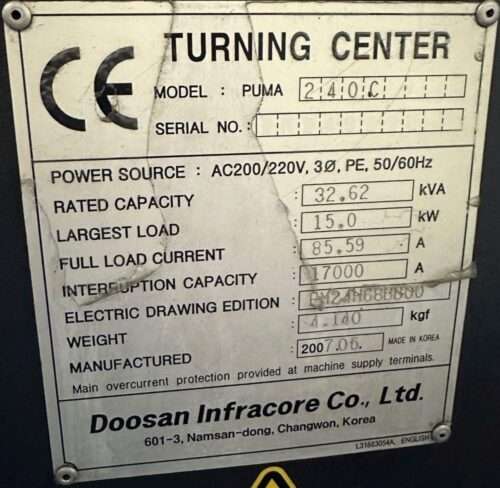 CE
TURNING CENTER
MODEL : PUMA 240C
SERIAL NO. :
POWER SOURCE : AC200/220V, 3Ø, PE, 50/60Hz
RATED CAPACITY : 32.62 kVA
LARGEST LOAD : 15.0 kW
FULL LOAD CURRENT : 85.59 A
INTERRUPTION CAPACITY : 17000 A
ELECTRIC DRAWING EDITION :
WEIGHT : 4.140 kgf
MANUFACTURED : 2007.06. MADE IN KOREA
Main overcurrent protection provided at machine supply terminals.
Doosan Infracore Co., Ltd.
601-3, Namsan-dong, Changwon, Korea
L31683054A, ENGLISH